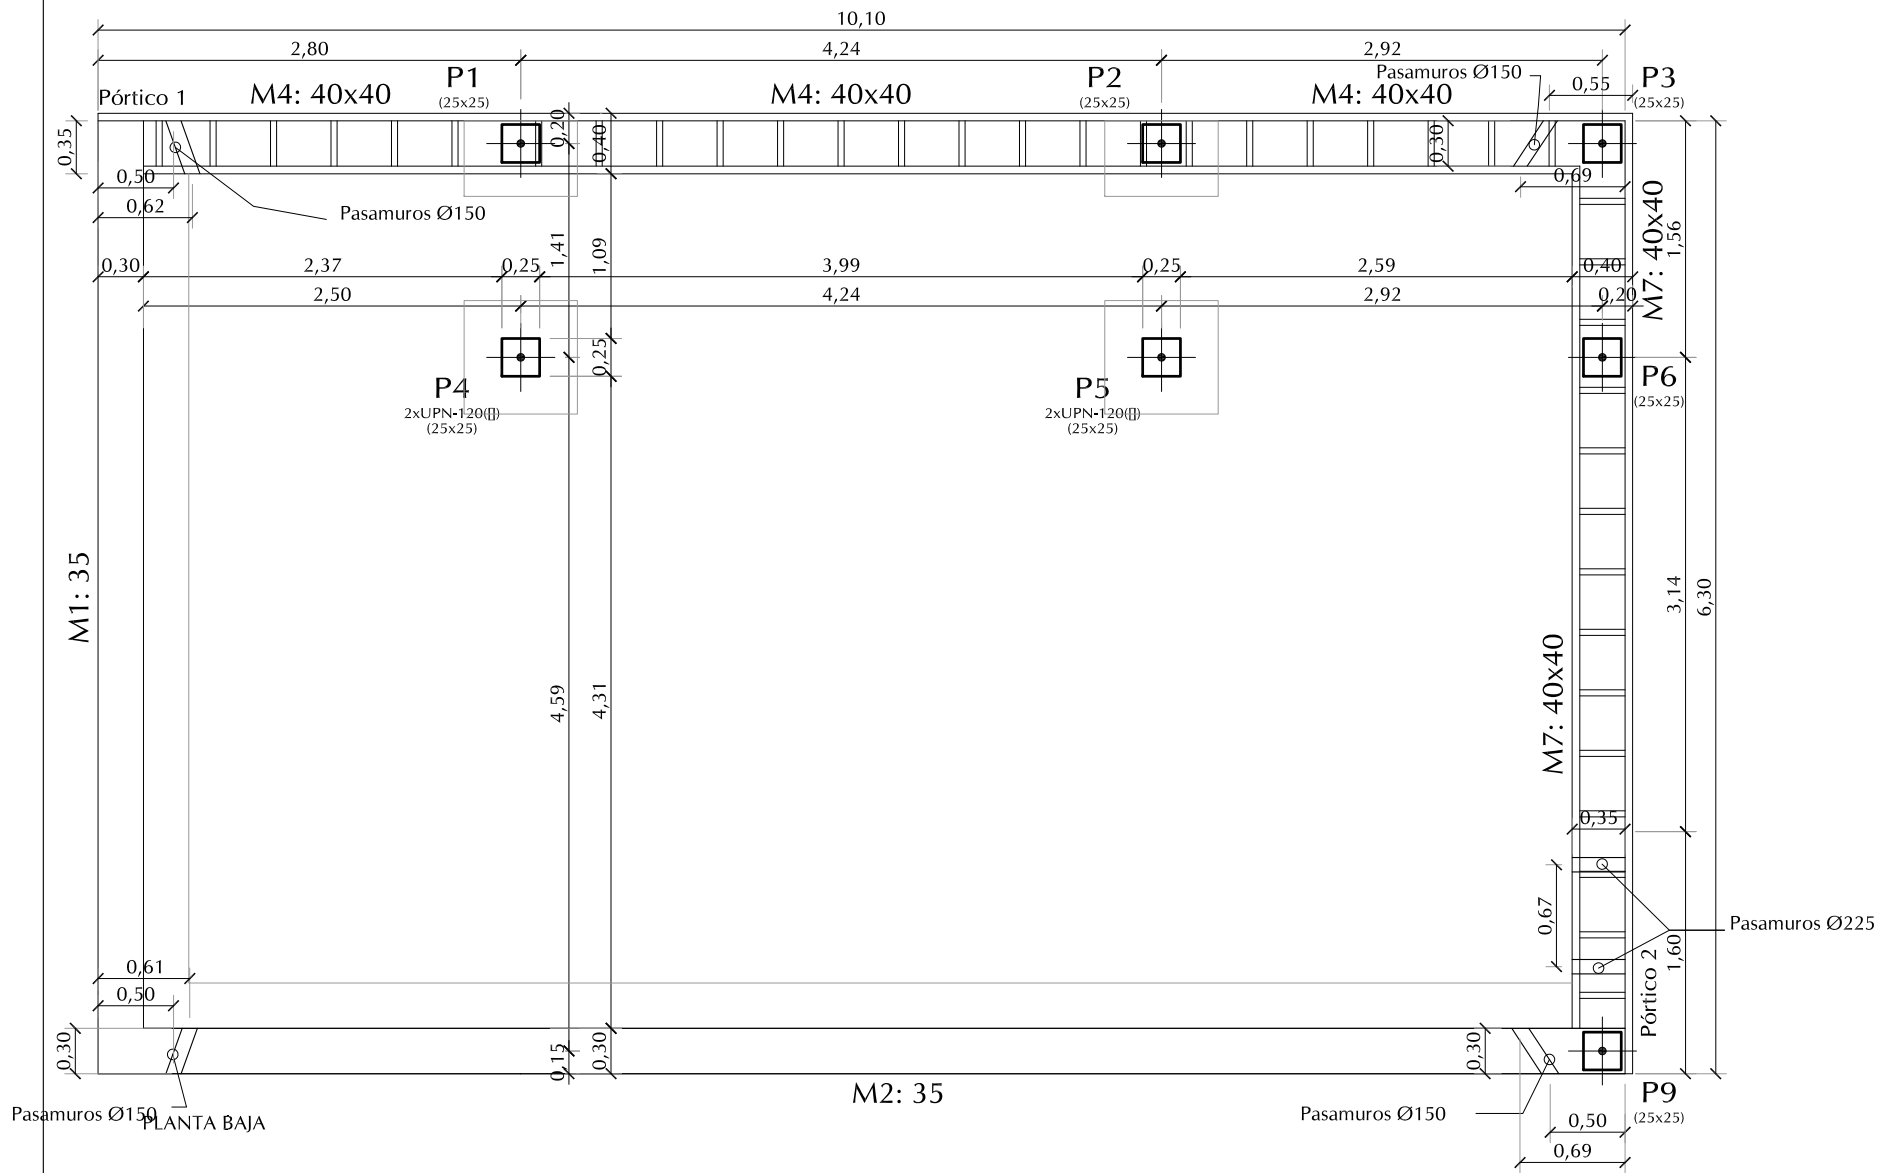 10,10
2,80
4,24
2,92
Pórtico 1
M4: 40x40
P1
(25x25)
M4: 40x40
P2
(25x25)
M4: 40x40
Pasamuros Ø150
0,55
P3
(25x25)
0,35
0,20
0,40
0,30
0,50
0,69
0,62
Pasamuros Ø150
M7: 40x40
1,56
1,41
1,09
0,30
2,37
0,25
3,99
0,25
2,59
0,40
2,50
4,24
2,92
0,20
0,25
P4
2xUPN-120([])
(25x25)
P5
2xUPN-120([])
(25x25)
P6
(25x25)
M1: 35
3,14
6,30
4,59
4,31
M7: 40x40
0,35
0,67
Pasamuros Ø225
1,60
Pórtico 2
0,61
0,50
0,30
0,15
0,30
0,30
M2: 35
P9
(25x25)
Pasamuros Ø150
PLANTA BAJA
Pasamuros Ø150
0,50
0,69